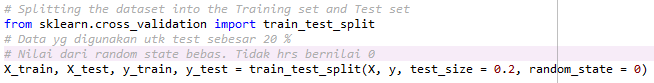 # Splitting the dataset into the Training set and Test set
from sklearn.cross_validation import train_test_split
# Data yg digunakan utk test sebesar 20 %
# Nilai dari random state bebas. Tidak hrs bernilai 0
X_train, X_test, y_train, y_test = train_test_split(X, y, test_size = 0.2, random_state = 0)